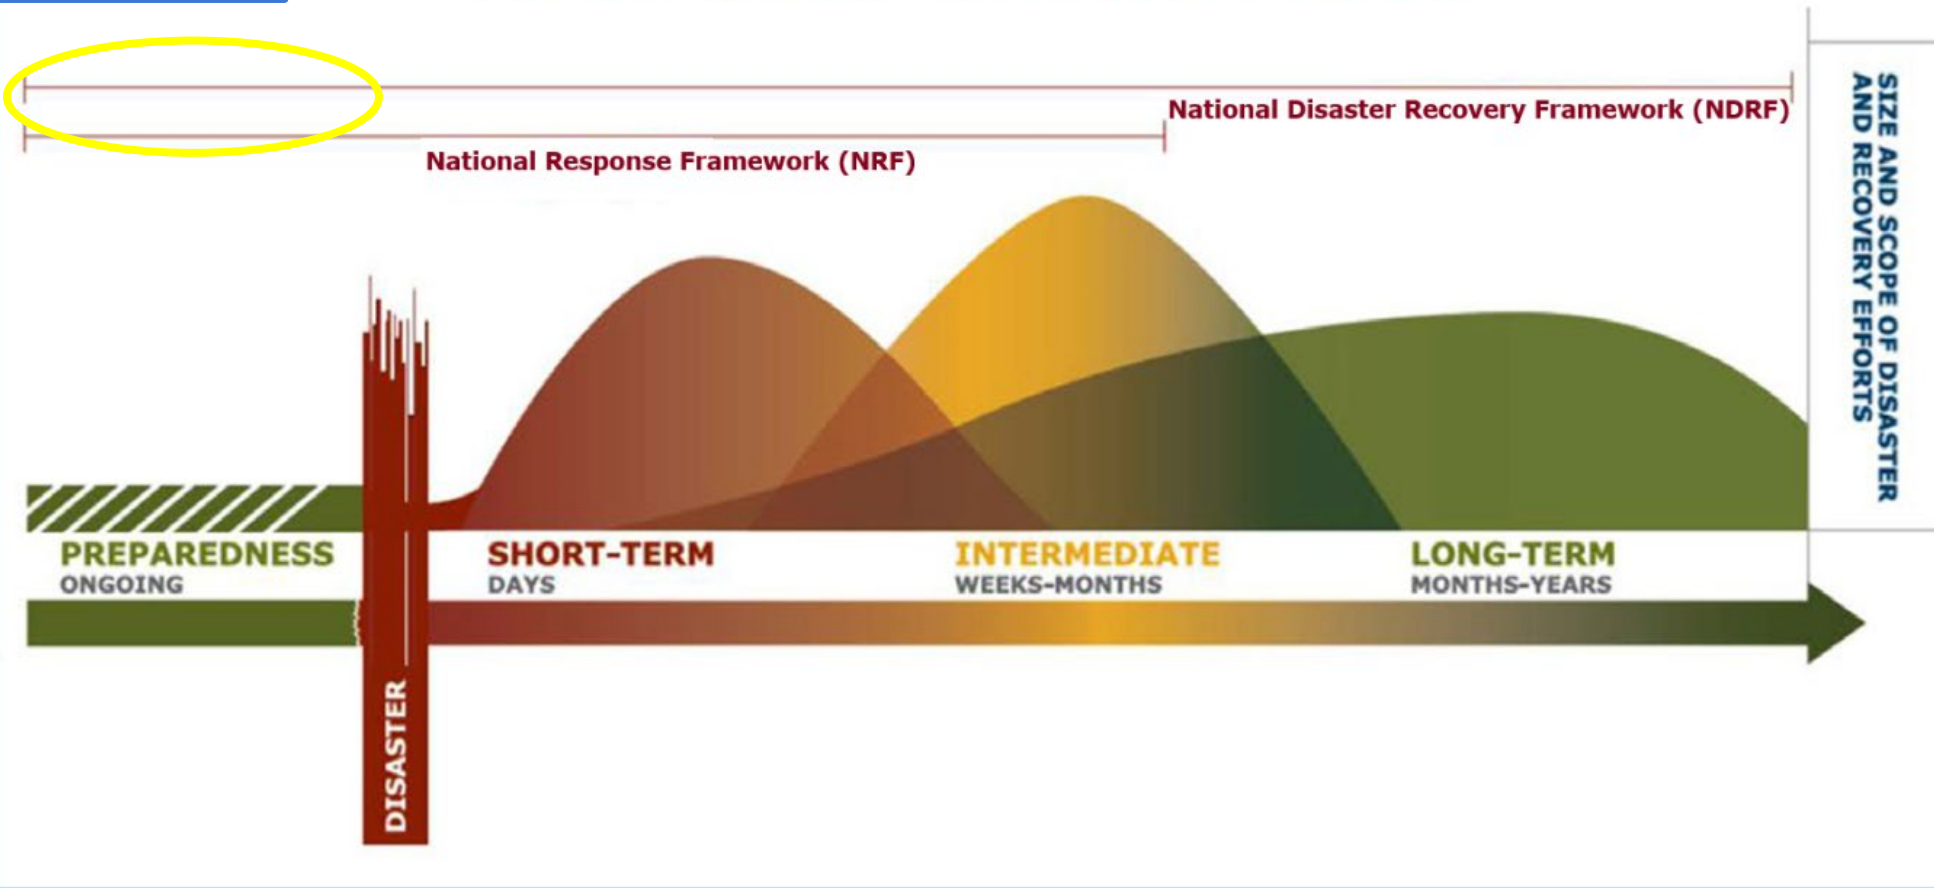 National Disaster Recovery Framework (NDRF)
National Response Framework (NRF)
SIZE AND SCOPE OF DISASTER
AND RECOVERY EFFORTS
PREPAREDNESS
ONGOING
SHORT-TERM
DAYS
INTERMEDIATE
WEEKS-MONTHS
LONG-TERM
MONTHS-YEARS
DISASTER